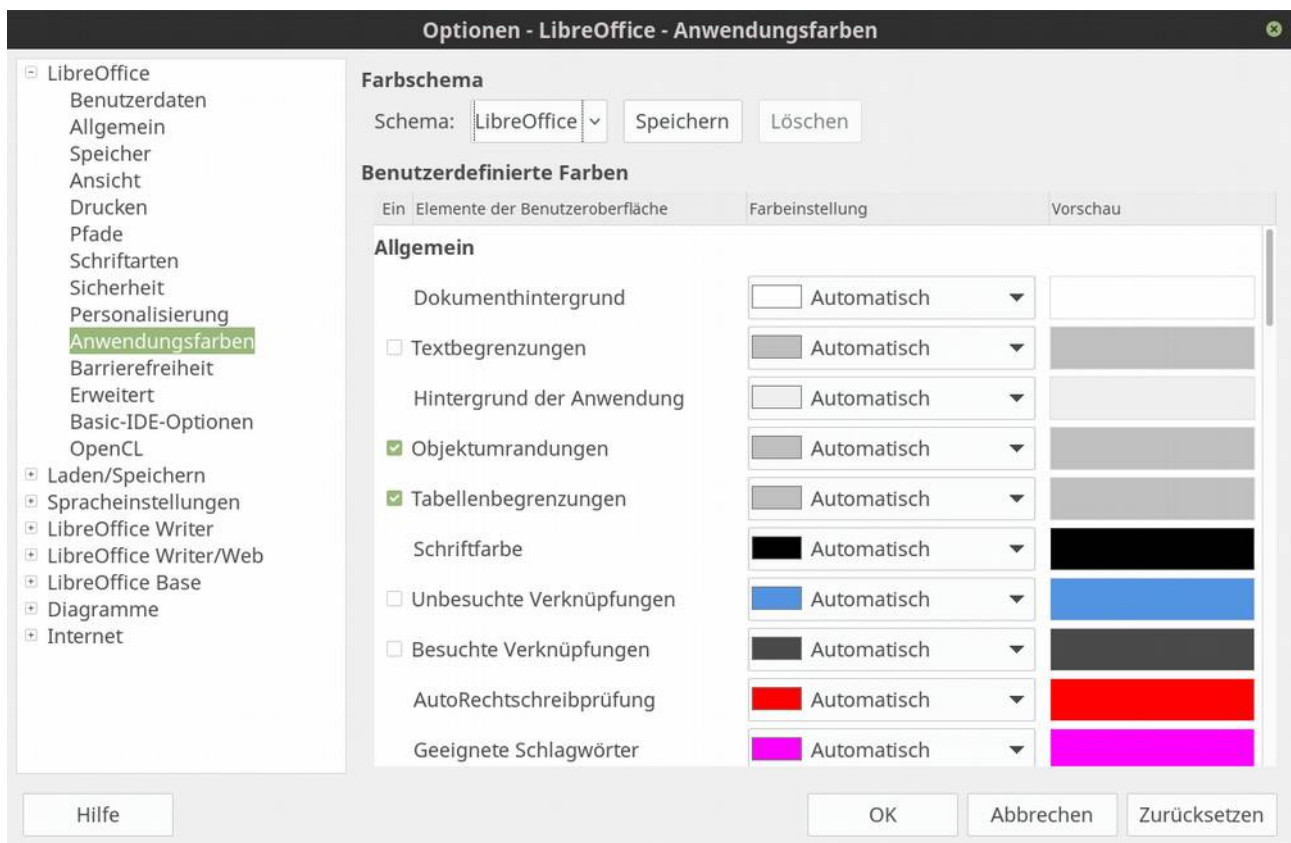 Optionen - LibreOffice - Anwendungsfarben
LibreOffice
Benutzerdaten
Allgemein
Speicher
Ansicht
Drucken
Pfade
Schriftarten
Sicherheit
Personalisierung
Anwendungsfarben
Barrierefreiheit
Erweitert
Basic-IDE-Optionen
OpenCL
Laden/Speichern
Spracheinstellungen
LibreOffice Writer
LibreOffice Writer/Web
LibreOffice Base
Diagramme
Internet
Farbschema
Schema: LibreOffice Speichern Löschen
Benutzerdefinierte Farben
Ein Elemente der Benutzeroberfläche Farbeinstellung Vorschau
Allgemein
Dokumenthintergrund Automatisch
Textbegrenzungen Automatisch
Hintergrund der Anwendung Automatisch
Objektumrandungen Automatisch
Tabellenbegrenzungen Automatisch
Schriftfarbe Automatisch
Unbesuchte Verknüpfungen Automatisch
Besuchte Verknüpfungen Automatisch
AutoRechtschreibprüfung Automatisch
Geeignete Schlagwörter Automatisch
Hilfe OK Abbrechen Zurücksetzen